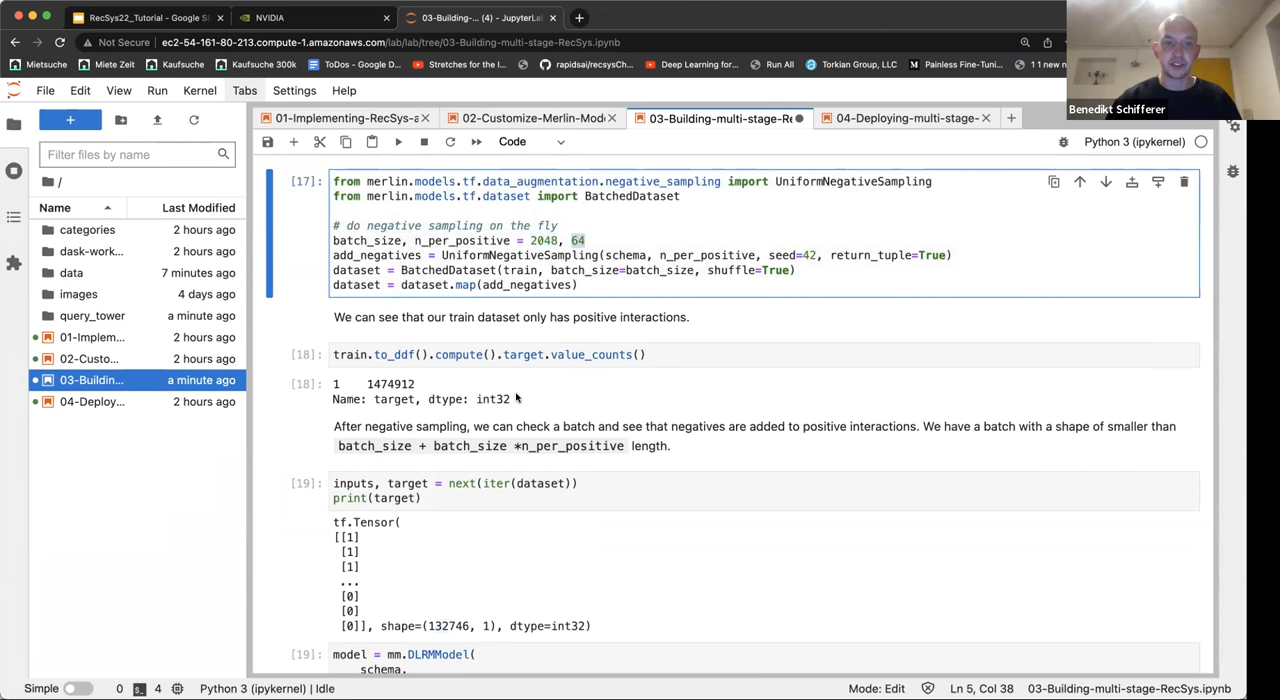 RecSys22_Tutorial - Google Sl
NVIDIA
03-Building-... (4) - JupyterLab
Not Secure
ec2-54-161-80-213.compute-1.amazonaws.com/lab/lab/tree/03-Building-multi-stage-RecSys.ipynb
Mietsuche
Miete Zeit
Kaufsuche
Kaufsuche 300k
ToDos - Google D...
Stretches for the l...
rapidsai/recsysCh...
Deep Learning for...
Run All
Torkian Group, LLC
Painless Fine-Tuni...
1 1 new n
Benedikt Schifferer
File Edit View Run Kernel Tabs Settings Help
01-Implementing-RecSys-a
02-Customize-Merlin-Mode
03-Building-multi-stage-Re
04-Deploying-multi-stage-
Code
Python 3 (ipykernel)
Filter files by name
/
Name Last Modified
categories 2 hours ago
dask-work... 2 hours ago
data 7 minutes ago
images 4 days ago
query_tower a minute ago
01-Implem... 2 hours ago
02-Custo... 2 hours ago
03-Buildin... a minute ago
04-Deploy... 2 hours ago
[17]:
from merlin.models.tf.data_augmentation.negative_sampling import UniformNegativeSampling
from merlin.models.tf.dataset import BatchedDataset
# do negative sampling on the fly
batch_size, n_per_positive = 2048, 64
add_negatives = UniformNegativeSampling(schema, n_per_positive, seed=42, return_tuple=True)
dataset = BatchedDataset(train, batch_size=batch_size, shuffle=True)
dataset = dataset.map(add_negatives)
We can see that our train dataset only has positive interactions.
[18]:
train.to_ddf().compute().target.value_counts()
[18]:
1    1474912
Name: target, dtype: int32
After negative sampling, we can check a batch and see that negatives are added to positive interactions. We have a batch with a shape of smaller than
batch_size + batch_size *n_per_positive length.
[19]:
inputs, target = next(iter(dataset))
print(target)
tf.Tensor(
[[1]
[1]
[1]
...
[0]
[0]
[0]], shape=(132746, 1), dtype=int32)
[19]:
model = mm.DLRMModel(
schema,
Simple 0 4 Python 3 (ipykernel) | Idle
Mode: Edit
Ln 5, Col 38
03-Building-multi-stage-RecSys.ipynb